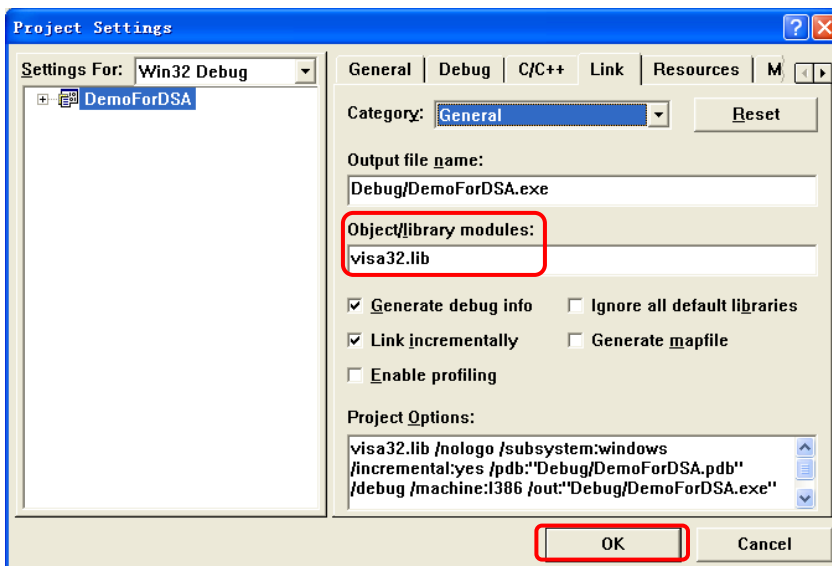 Project Settings
Settings For: Win32 Debug
DemoForDSA
General Debug C/C++ Link Resources M
Category: General Reset
Output file name:
Debug/DemoForDSA.exe
Object/library modules:
visa32.lib
Generate debug info Ignore all default libraries
Link incrementally Generate mapfile
Enable profiling
Project Options:
visa32.lib /nologo /subsystem:windows
/incremental:yes /pdb:"Debug/DemoForDSA.pdb"
/debug /machine:I386 /out:"Debug/DemoForDSA.exe"
OK Cancel